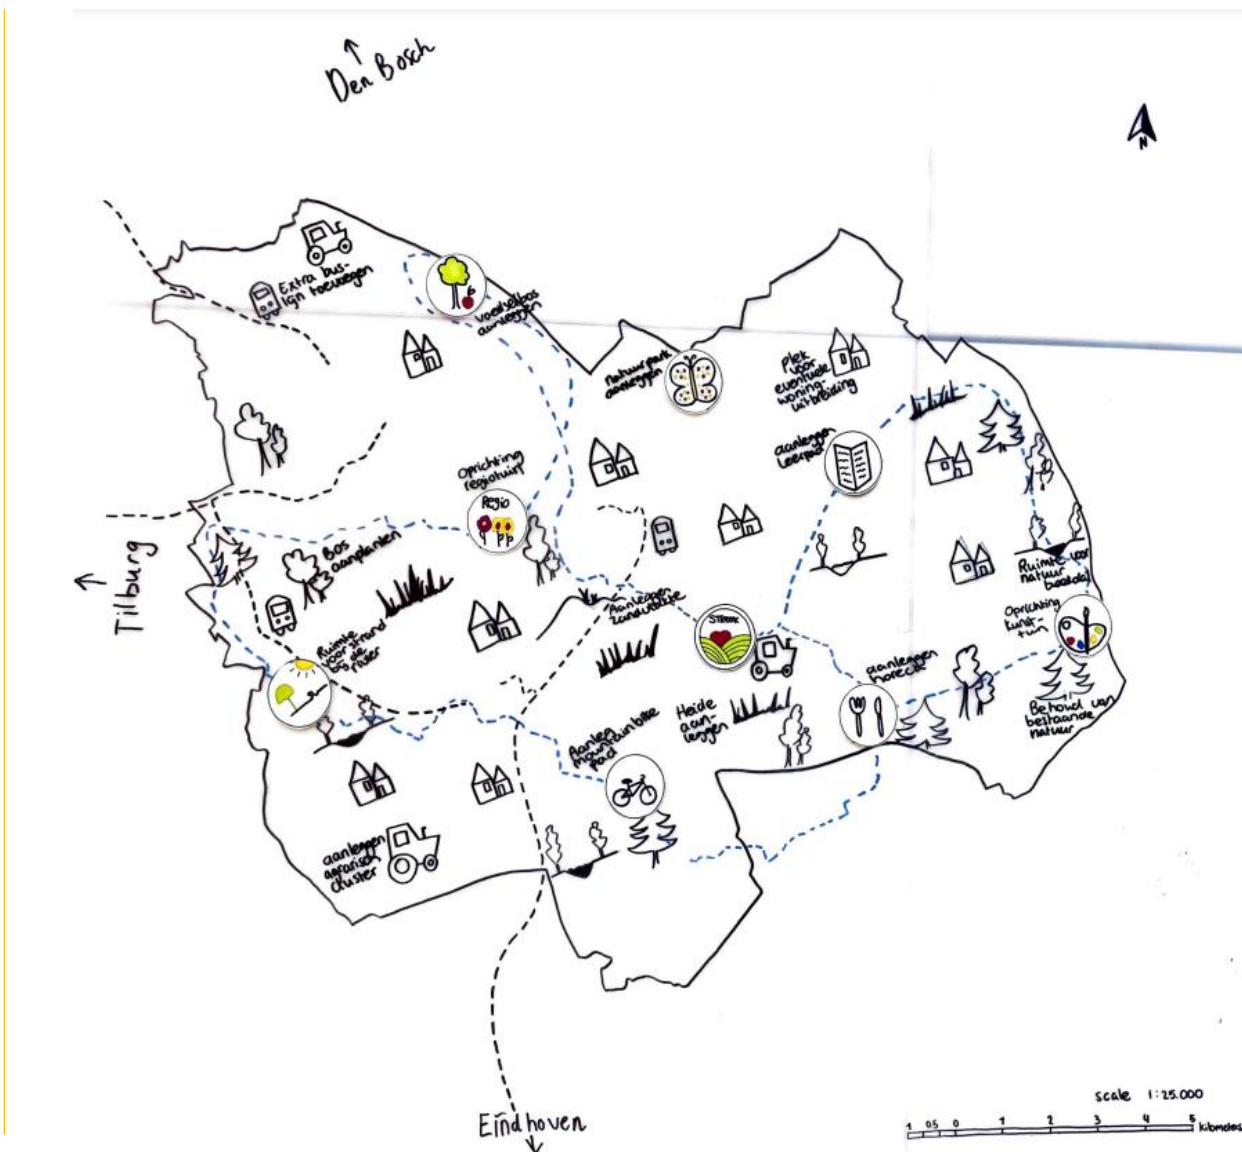 Den Bosch
N
Extra bus-
lijn toevoegen
Voedselbos
aanleggen
natuurpark
aanleggen
Plek
voor
eventuele
woning-
uitbreiding
aanleggen
leerpad
Oprichting
regiotuin
Regio
Bos
aanplanten
Tilburg
Ruimte
voor strand
bij de
rivier
Aanleggen
zandvlakte
STREEK
Ruimte voor
natuur
beekdal
Oprichting
kunst-
tuin
aanleggen
horeca
Behoud van
bestaande
natuur
Heide
aan-
leggen
Aanleg
mountainbike
pad
aanleggen
agrarisch
cluster
Eindhoven
scale 1:25.000
1 0.5 0 1 2 3 4 5 kilometers